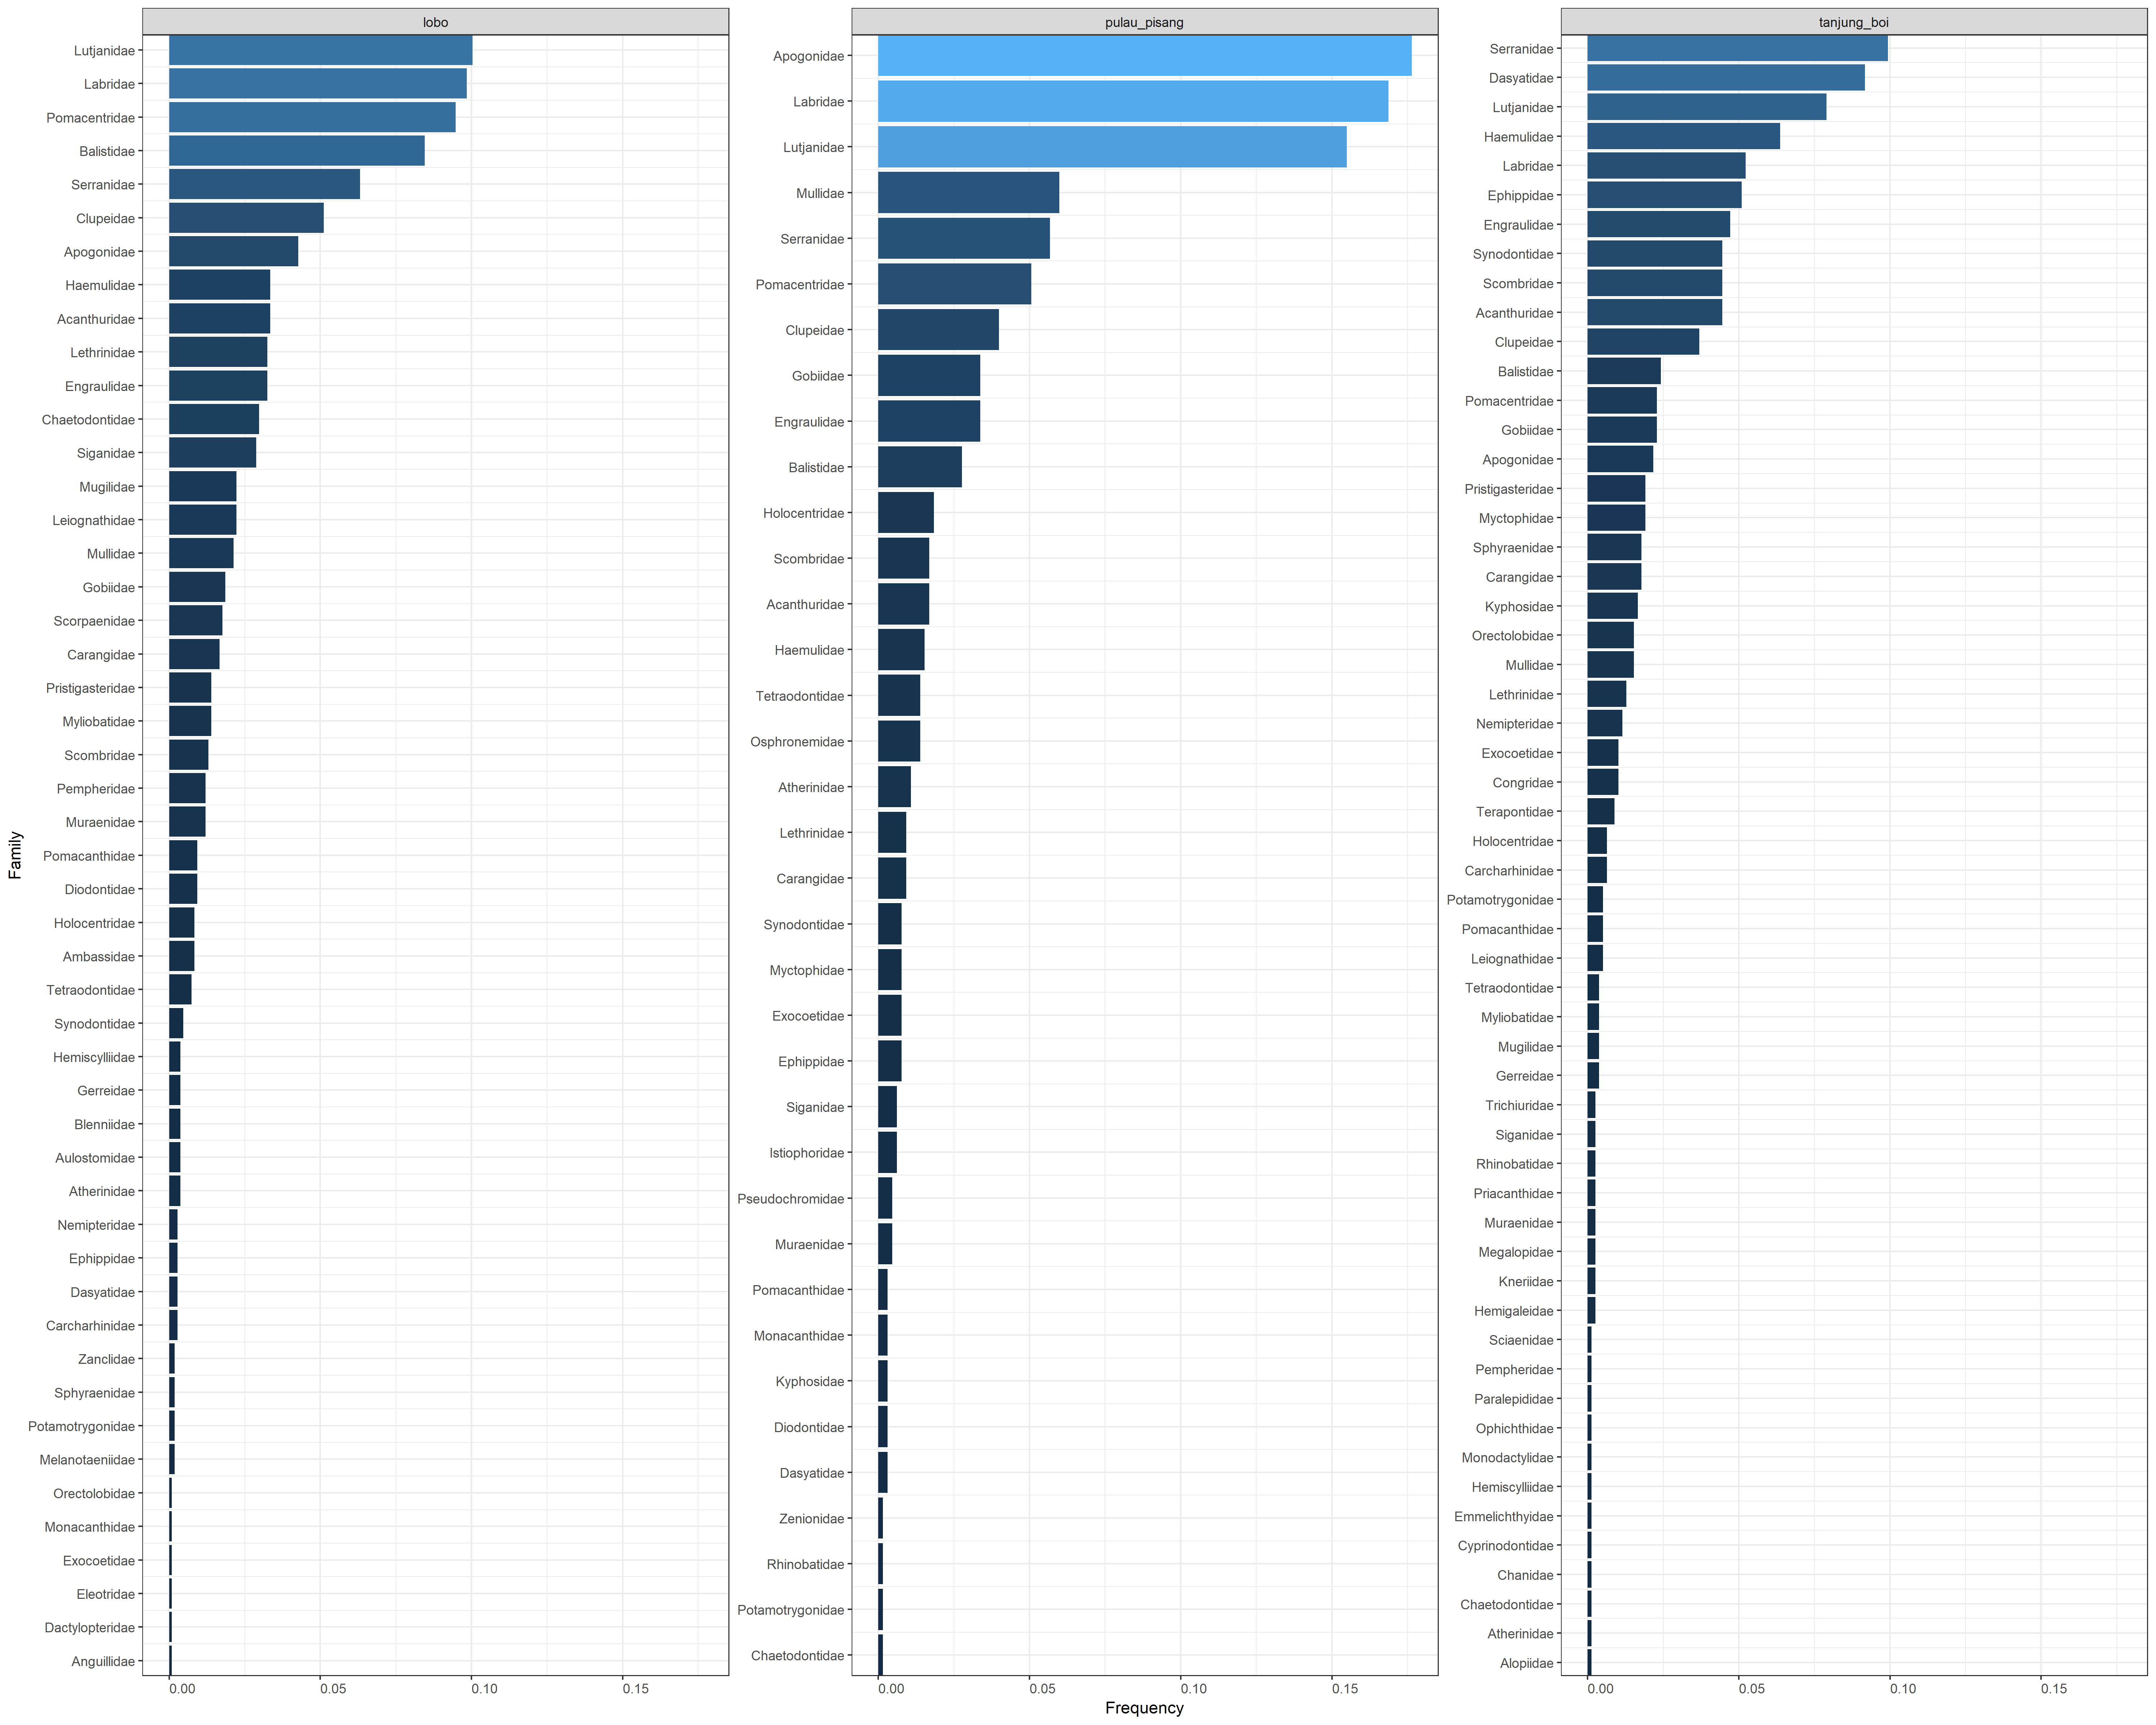 lobo
Lutjanidae
Labridae
Pomacentridae
Balistidae
Serranidae
Clupeidae
Apogonidae
Haemulidae
Acanthuridae
Lethrinidae
Engraulidae
Chaetodontidae
Siganidae
Mugilidae
Leiognathidae
Mullidae
Gobiidae
Scorpaenidae
Carangidae
Pristigasteridae
Myliobatidae
Scombridae
Pempheridae
Muraenidae
Pomacanthidae
Diodontidae
Holocentridae
Ambassidae
Tetraodontidae
Synodontidae
Hemiscylliidae
Gerreidae
Blenniidae
Aulostomidae
Atherinidae
Nemipteridae
Ephippidae
Dasyatidae
Carcharhinidae
Zanclidae
Sphyraenidae
Potamotrygonidae
Melanotaeniidae
Orectolobidae
Monacanthidae
Exocoetidae
Eleotridae
Dactylopteridae
Anguillidae
0.00 0.05 0.10 0.15
pulau_pisang
Apogonidae
Labridae
Lutjanidae
Mullidae
Serranidae
Pomacentridae
Clupeidae
Gobiidae
Engraulidae
Balistidae
Holocentridae
Scombridae
Acanthuridae
Haemulidae
Tetraodontidae
Osphronemidae
Atherinidae
Lethrinidae
Carangidae
Synodontidae
Myctophidae
Exocoetidae
Ephippidae
Siganidae
Istiophoridae
Pseudochromidae
Muraenidae
Pomacanthidae
Monacanthidae
Kyphosidae
Diodontidae
Dasyatidae
Zenionidae
Rhinobatidae
Potamotrygonidae
Chaetodontidae
0.00 0.05 0.10 0.15
tanjung_boi
Serranidae
Dasyatidae
Lutjanidae
Haemulidae
Labridae
Ephippidae
Engraulidae
Synodontidae
Scombridae
Acanthuridae
Clupeidae
Balistidae
Pomacentridae
Gobiidae
Apogonidae
Pristigasteridae
Myctophidae
Sphyraenidae
Carangidae
Kyphosidae
Orectolobidae
Mullidae
Lethrinidae
Nemipteridae
Exocoetidae
Congridae
Terapontidae
Holocentridae
Carcharhinidae
Potamotrygonidae
Pomacanthidae
Leiognathidae
Tetraodontidae
Myliobatidae
Mugilidae
Gerreidae
Trichiuridae
Siganidae
Rhinobatidae
Priacanthidae
Muraenidae
Megalopidae
Kneriidae
Hemigaleidae
Sciaenidae
Pempheridae
Paralepididae
Ophichthidae
Monodactylidae
Hemiscylliidae
Emmelichthyidae
Cyprinodontidae
Chanidae
Chaetodontidae
Atherinidae
Alopiidae
0.00 0.05 0.10 0.15
Family
Frequency